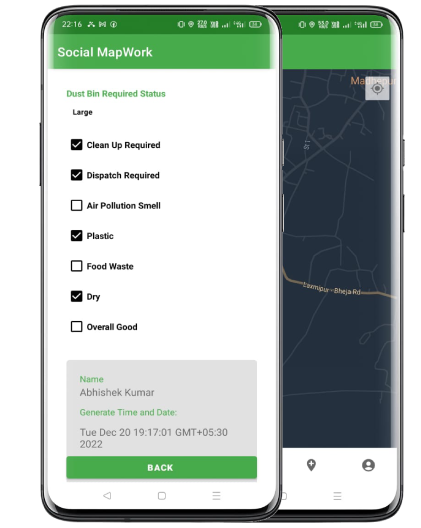 22:16
Social MapWork
Dust Bin Required Status
Large
Clean Up Required
Dispatch Required
Air Pollution Smell
Plastic
Food Waste
Dry
Overall Good
Name
Abhishek Kumar
Generate Time and Date:
Tue Dec 20 19:17:01 GMT+05:30
2022
BACK
Laxmipur - Bheja Rd